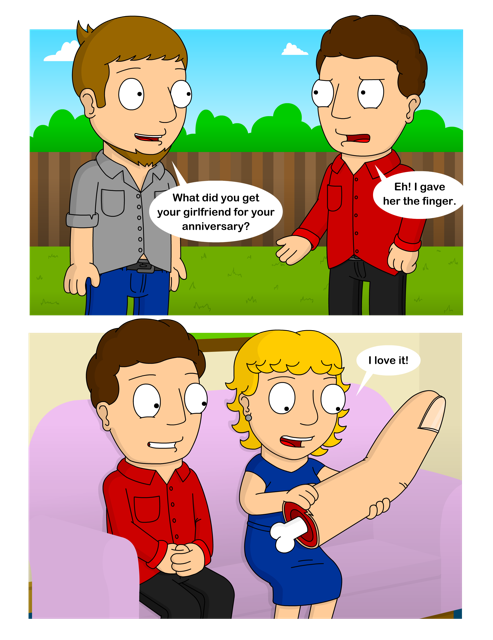 What did you get
your girlfriend for your
anniversary?
Eh! I gave
her the finger.
I love it!